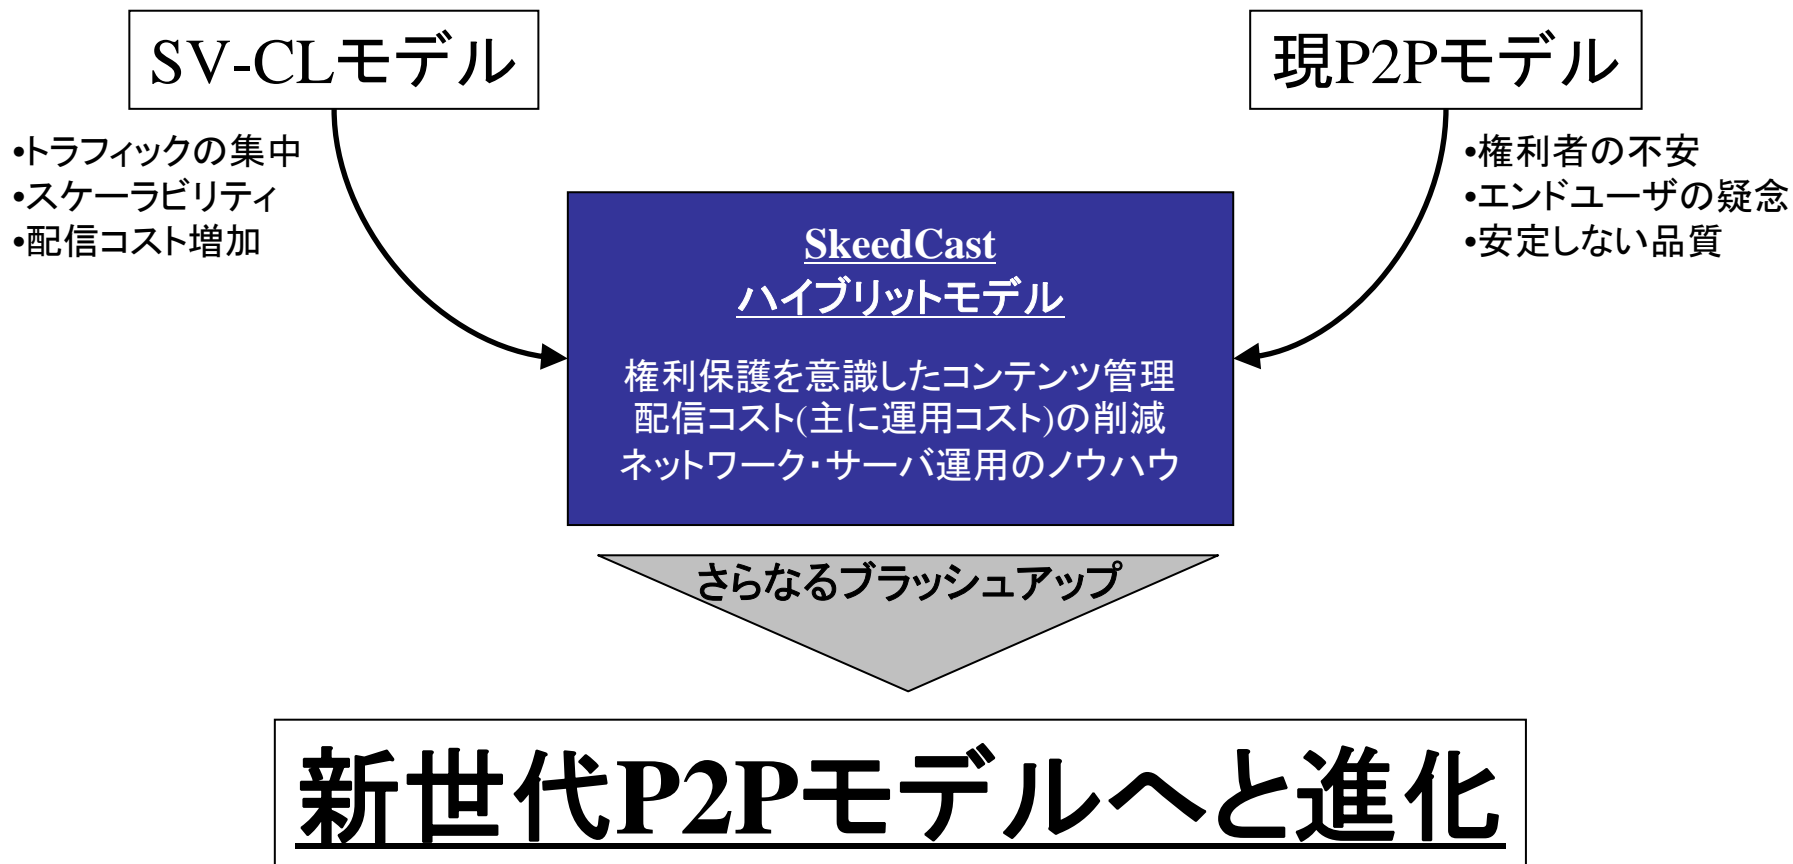 SV-CLモデル
現P2Pモデル
•トラフィックの集中
•スケーラビリティ
•配信コスト増加
•権利者の不安
•エンドユーザの疑念
•安定しない品質
SkeedCast
ハイブリットモデル
権利保護を意識したコンテンツ管理
配信コスト(主に運用コスト)の削減
ネットワーク・サーバ運用のノウハウ
さらなるブラッシュアップ
新世代P2Pモデルへと進化